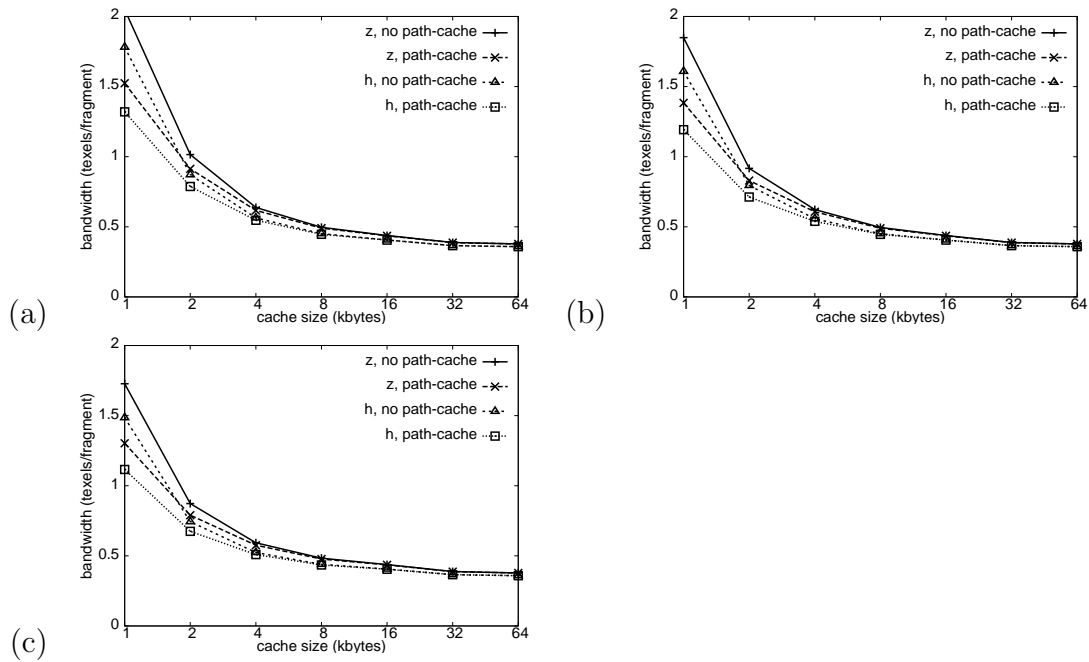 2
1.5
1
0.5
0
bandwidth (texels/fragment)
z, no path-cache
z, path-cache
h, no path-cache
h, path-cache
1 2 4 8 16 32 64
cache size (kbytes)
(a)
2
1.5
1
0.5
0
bandwidth (texels/fragment)
z, no path-cache
z, path-cache
h, no path-cache
h, path-cache
1 2 4 8 16 32 64
cache size (kbytes)
(b)
2
1.5
1
0.5
0
bandwidth (texels/fragment)
z, no path-cache
z, path-cache
h, no path-cache
h, path-cache
1 2 4 8 16 32 64
cache size (kbytes)
(c)